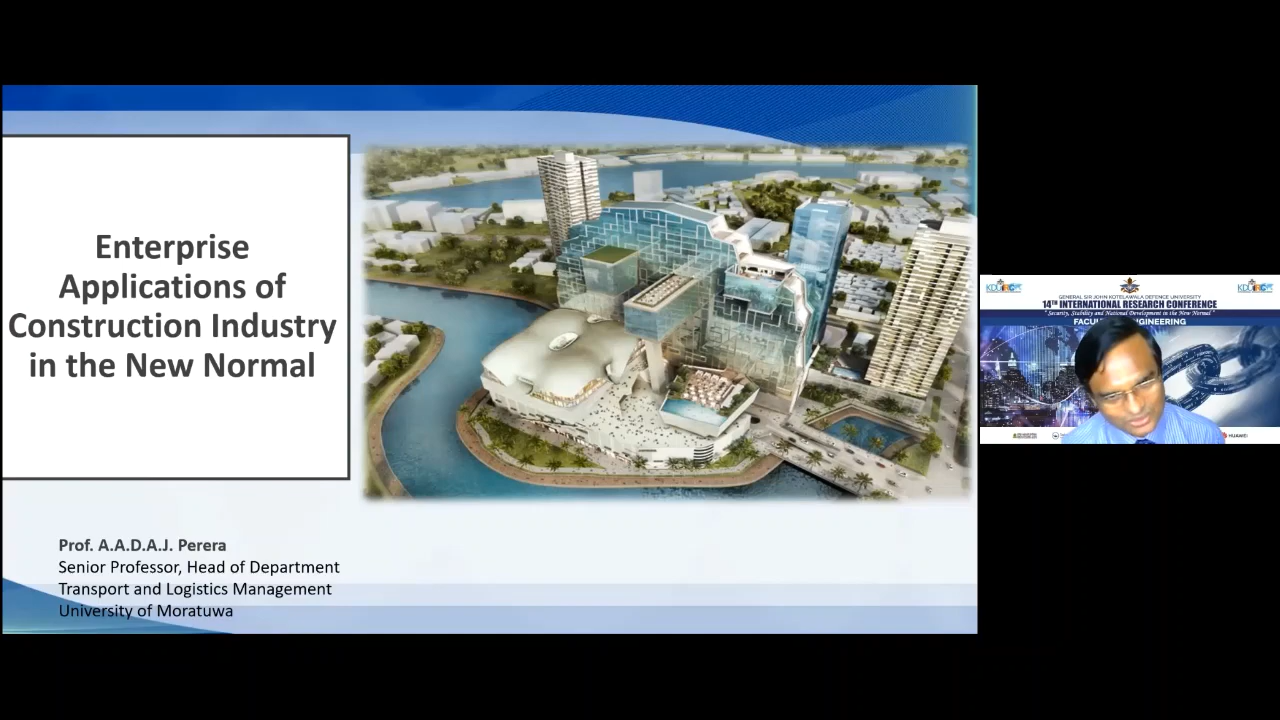 Enterprise
Applications of
Construction Industry
in the New Normal
Prof. A.A.D.A.J. Perera
Senior Professor, Head of Department
Transport and Logistics Management
University of Moratuwa
GENERAL SIR JOHN KOTELAWALA DEFENCE UNIVERSITY
14TH INTERNATIONAL RESEARCH CONFERENCE
"Security, Stability and National Development in the New Normal"
HUAWEI